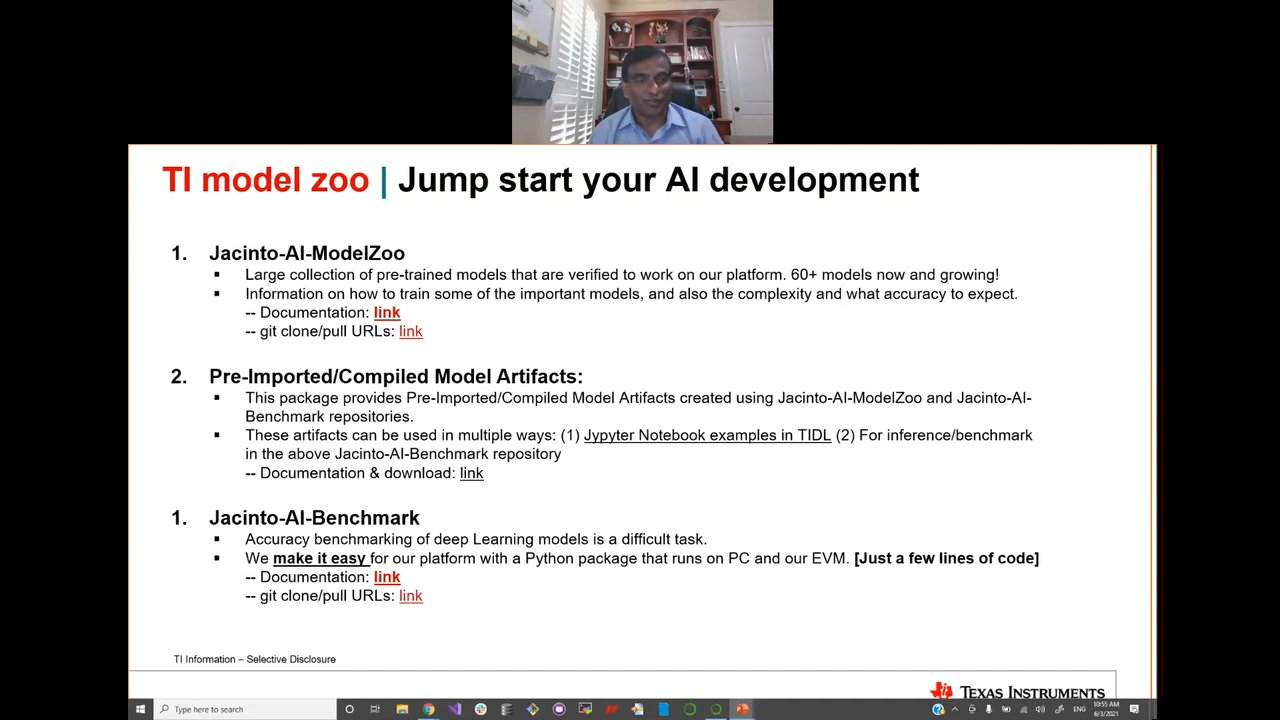 TI model zoo | Jump start your AI development
1. Jacinto-AI-ModelZoo
▪ Large collection of pre-trained models that are verified to work on our platform. 60+ models now and growing!
▪ Information on how to train some of the important models, and also the complexity and what accuracy to expect.
-- Documentation: link
-- git clone/pull URLs: link
2. Pre-Imported/Compiled Model Artifacts:
▪ This package provides Pre-Imported/Compiled Model Artifacts created using Jacinto-AI-ModelZoo and Jacinto-AI-
Benchmark repositories.
▪ These artifacts can be used in multiple ways: (1) Jypyter Notebook examples in TIDL (2) For inference/benchmark
in the above Jacinto-AI-Benchmark repository
-- Documentation & download: link
1. Jacinto-AI-Benchmark
▪ Accuracy benchmarking of deep Learning models is a difficult task.
▪ We make it easy for our platform with a Python package that runs on PC and our EVM. [Just a few lines of code]
-- Documentation: link
-- git clone/pull URLs: link
TI Information – Selective Disclosure
TEXAS INSTRUMENTS
Type here to search
ENG
10:55 AM
6/3/2021